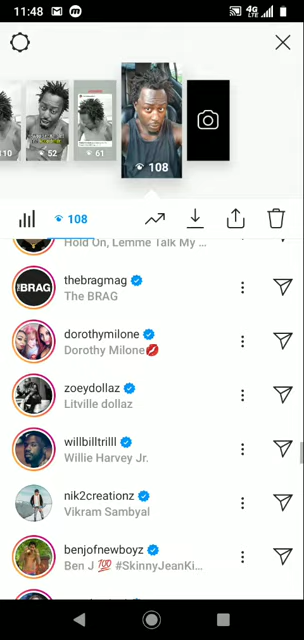 11:48
4G
LTE
110
52
61
108
108
Hold On, Lemme Talk My ...
thebragmag
The BRAG
BRAG
dorothymilone
Dorothy Milone💋
zoeydollaz
Litville dollaz
willbilltrilll
Willie Harvey Jr.
nik2creationz
Vikram Sambyal
benjofnewboyz
Ben J 💯 #SkinnyJeanKi...